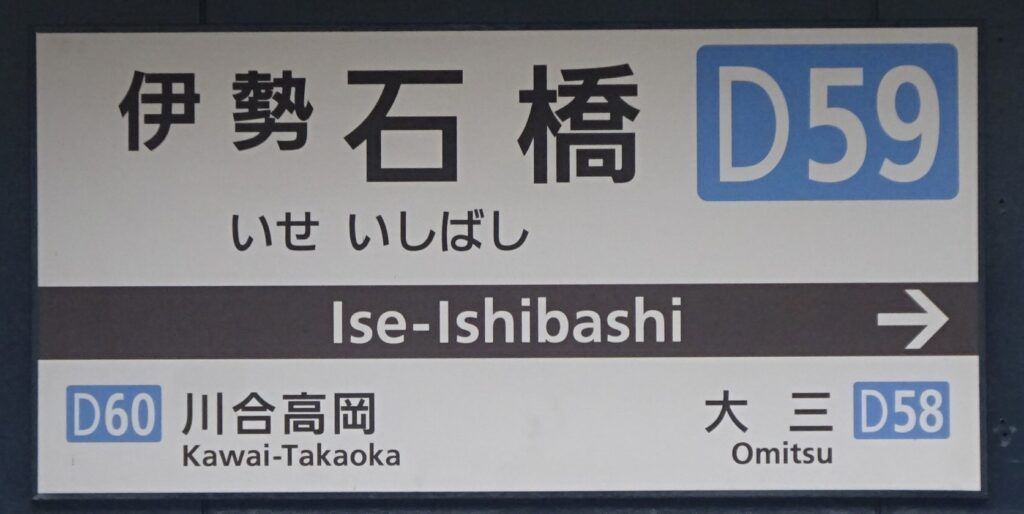 伊勢石橋 D59
いせ いしばし
Ise-Ishibashi →
D60 川合高岡 大三 D58
Kawai-Takaoka Omitsu